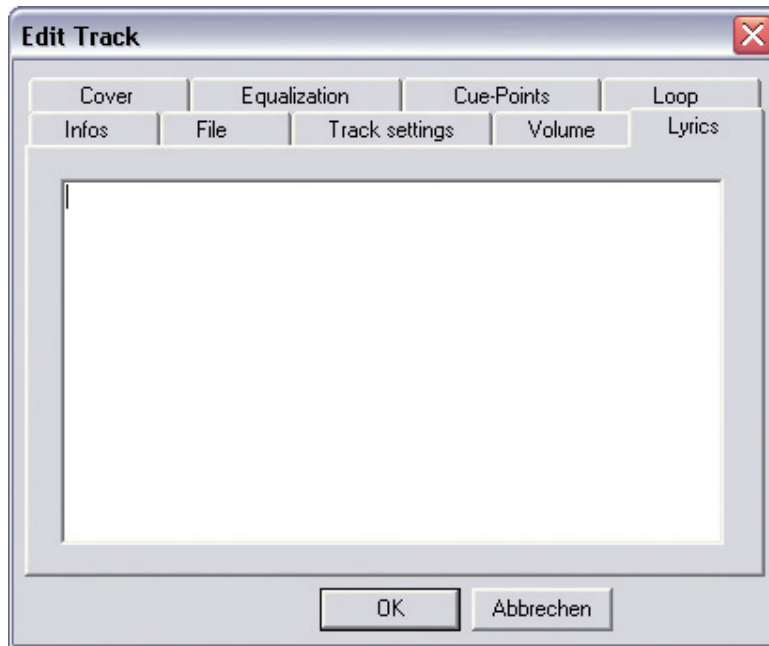 Edit Track
Cover Equalization Cue-Points Loop
Infos File Track settings Volume Lyrics
OK Abbrechen